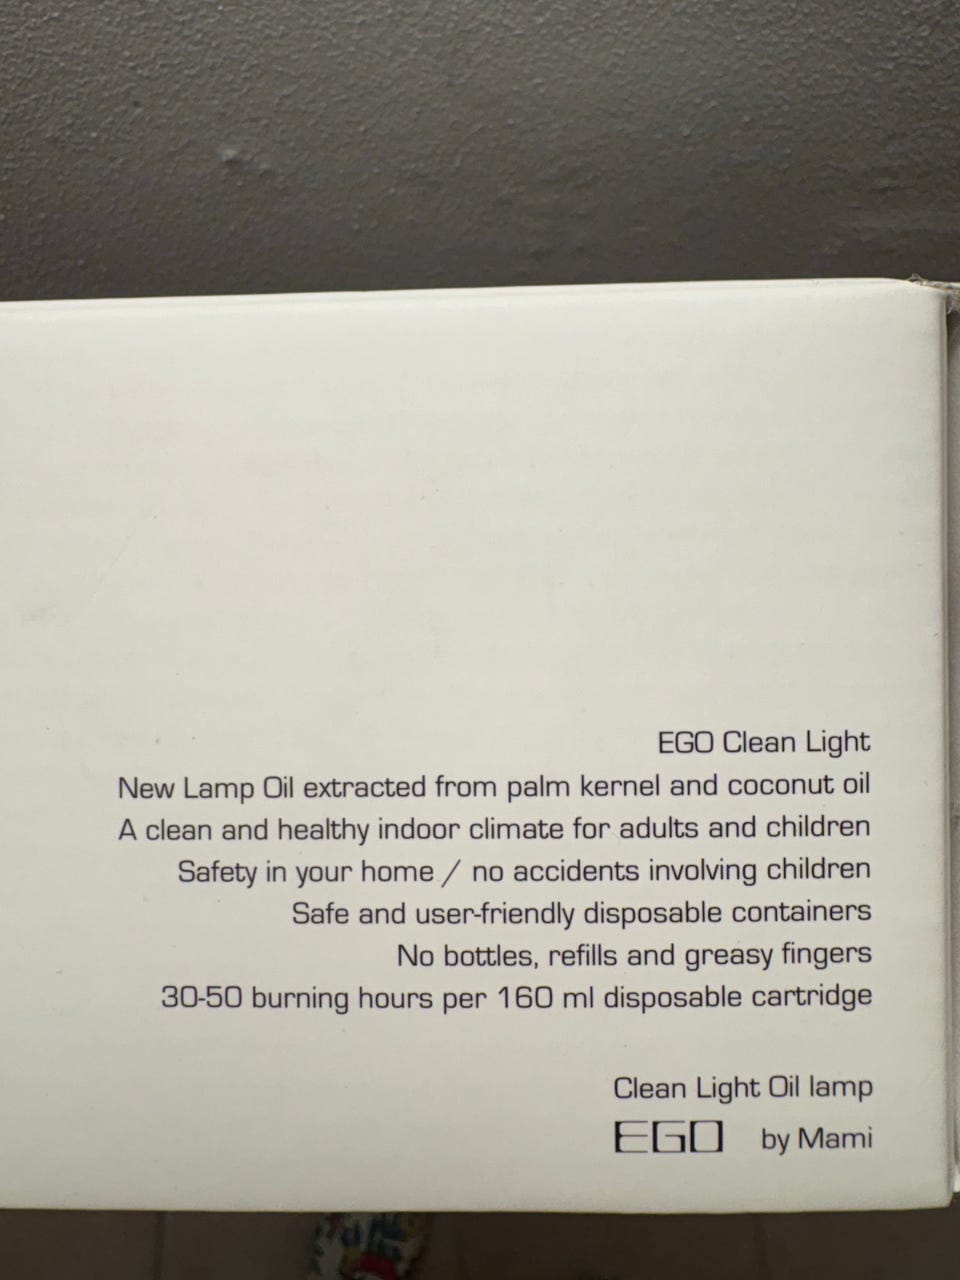 EGO Clean Light
New Lamp Oil extracted from palm kernel and coconut oil
A clean and healthy indoor climate for adults and children
Safety in your home / no accidents involving children
Safe and user-friendly disposable containers
No bottles, refills and greasy fingers
30-50 burning hours per 160 ml disposable cartridge
Clean Light Oil lamp
EGO by Mami